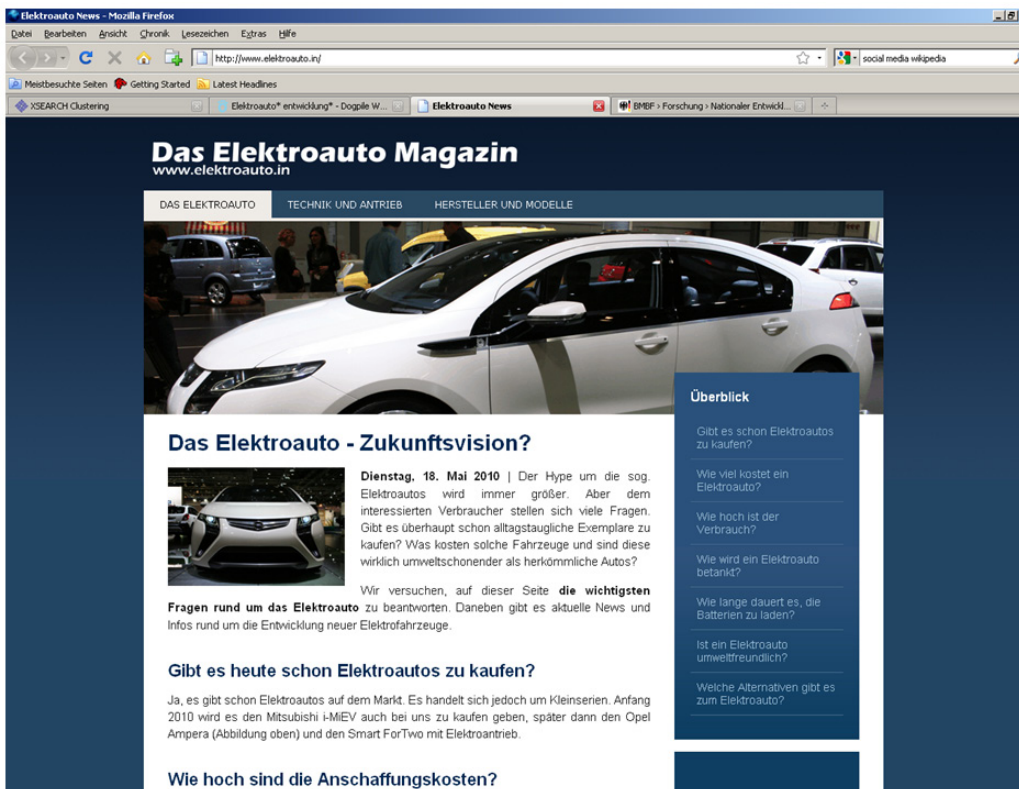 Elektroauto News - Mozilla Firefox
Datei Bearbeiten Ansicht Chronik Lesezeichen Extras Hilfe
http://www.elektroauto.in/
social media wikipedia
Meistbesuchte Seiten Getting Started Latest Headlines
XSEARCH Clustering
Elektroauto* entwicklung* - Dogpile W...
Elektroauto News
BMBF › Forschung › Nationaler Entwickl...
Das Elektroauto Magazin
www.elektroauto.in
DAS ELEKTROAUTO TECHNIK UND ANTRIEB HERSTELLER UND MODELLE
Das Elektroauto - Zukunftsvision?
Dienstag, 18. Mai 2010 | Der Hype um die sog.
Elektroautos wird immer größer. Aber dem
interessierten Verbraucher stellen sich viele Fragen.
Gibt es überhaupt schon alltagstaugliche Exemplare zu
kaufen? Was kosten solche Fahrzeuge und sind diese
wirklich umweltschonender als herkömmliche Autos?
Wir versuchen, auf dieser Seite die wichtigsten
Fragen rund um das Elektroauto zu beantworten. Daneben gibt es aktuelle News und
Infos rund um die Entwicklung neuer Elektrofahrzeuge.
Gibt es heute schon Elektroautos zu kaufen?
Ja, es gibt schon Elektroautos auf dem Markt. Es handelt sich jedoch um Kleinserien. Anfang
2010 wird es den Mitsubishi i-MiEV auch bei uns zu kaufen geben, später dann den Opel
Ampera (Abbildung oben) und den Smart ForTwo mit Elektroantrieb.
Wie hoch sind die Anschaffungskosten?
Überblick
Gibt es schon Elektroautos
zu kaufen?
Wie viel kostet ein
Elektroauto?
Wie hoch ist der
Verbrauch?
Wie wird ein Elektroauto
betankt?
Wie lange dauert es, die
Batterien zu laden?
Ist ein Elektroauto
umweltfreundlich?
Welche Alternativen gibt es
zum Elektroauto?